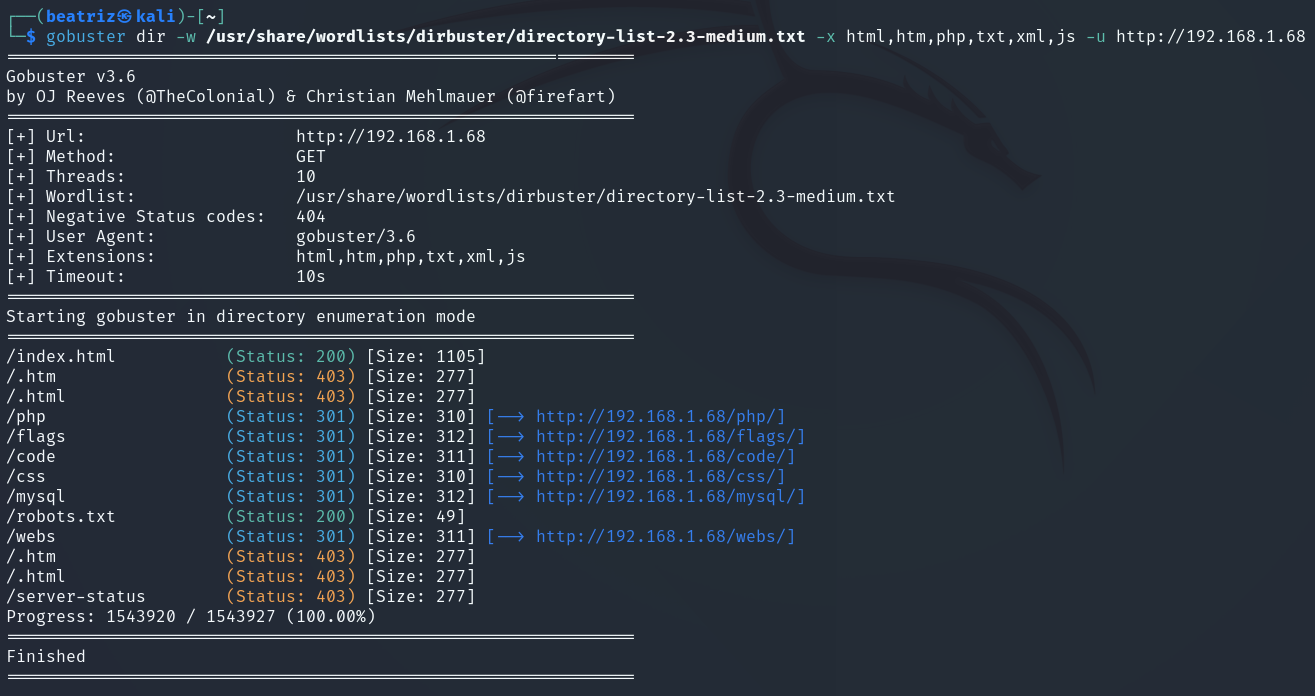 ┌──(beatriz㉿kali)-[~]
└─$ gobuster dir -w /usr/share/wordlists/dirbuster/directory-list-2.3-medium.txt -x html,htm,php,txt,xml,js -u http://192.168.1.68
===============================================================
Gobuster v3.6
by OJ Reeves (@TheColonial) & Christian Mehlmauer (@firefart)
===============================================================
[+] Url:                     http://192.168.1.68
[+] Method:                  GET
[+] Threads:                 10
[+] Wordlist:                /usr/share/wordlists/dirbuster/directory-list-2.3-medium.txt
[+] Negative Status codes:   404
[+] User Agent:              gobuster/3.6
[+] Extensions:              html,htm,php,txt,xml,js
[+] Timeout:                 10s
===============================================================
Starting gobuster in directory enumeration mode
===============================================================
/index.html           (Status: 200) [Size: 1105]
/.htm                 (Status: 403) [Size: 277]
/.html                (Status: 403) [Size: 277]
/php                  (Status: 301) [Size: 310] [--> http://192.168.1.68/php/]
/flags                (Status: 301) [Size: 312] [--> http://192.168.1.68/flags/]
/code                 (Status: 301) [Size: 311] [--> http://192.168.1.68/code/]
/css                  (Status: 301) [Size: 310] [--> http://192.168.1.68/css/]
/mysql                (Status: 301) [Size: 312] [--> http://192.168.1.68/mysql/]
/robots.txt           (Status: 200) [Size: 49]
/webs                 (Status: 301) [Size: 311] [--> http://192.168.1.68/webs/]
/.htm                 (Status: 403) [Size: 277]
/.html                (Status: 403) [Size: 277]
/server-status        (Status: 403) [Size: 277]
Progress: 1543920 / 1543927 (100.00%)
===============================================================
Finished
===============================================================